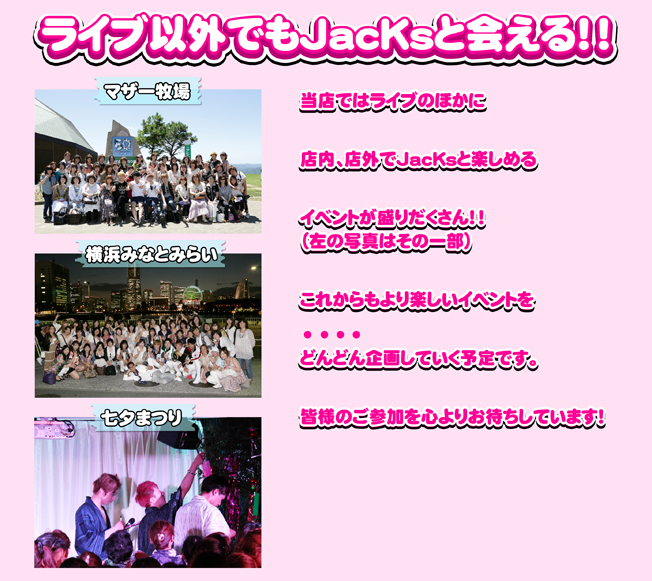 ライブ以外でもJacKsと会える!!
マザー牧場
横浜みなとみらい
七夕まつり
当店ではライブのほかに
店内、店外でJacKsと楽しめる
イベントが盛りだくさん!!
(左の写真はその一部)
これからもより楽しいイベントを
・・・・
どんどん企画していく予定です。
皆様のご参加を心よりお待ちしています!